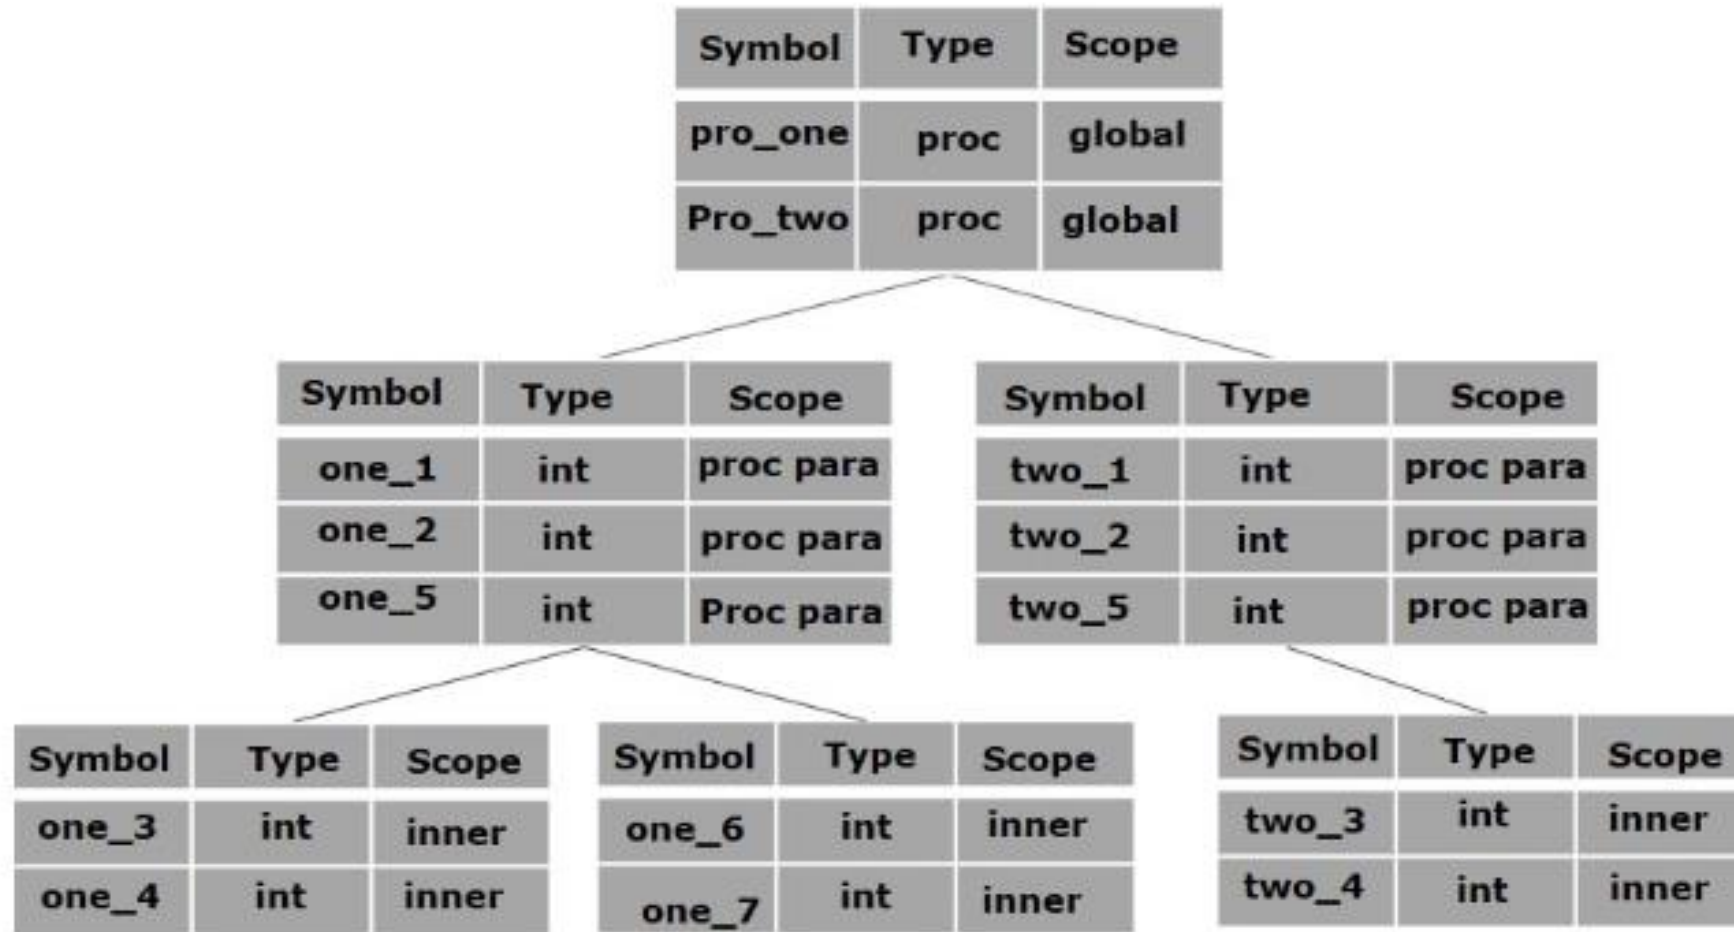 Symbol Type Scope
pro_one proc global
Pro_two proc global
Symbol Type Scope
one_1 int proc para
one_2 int proc para
one_5 int Proc para
Symbol Type Scope
two_1 int proc para
two_2 int proc para
two_5 int proc para
Symbol Type Scope
one_3 int inner
one_4 int inner
Symbol Type Scope
one_6 int inner
one_7 int inner
Symbol Type Scope
two_3 int inner
two_4 int inner